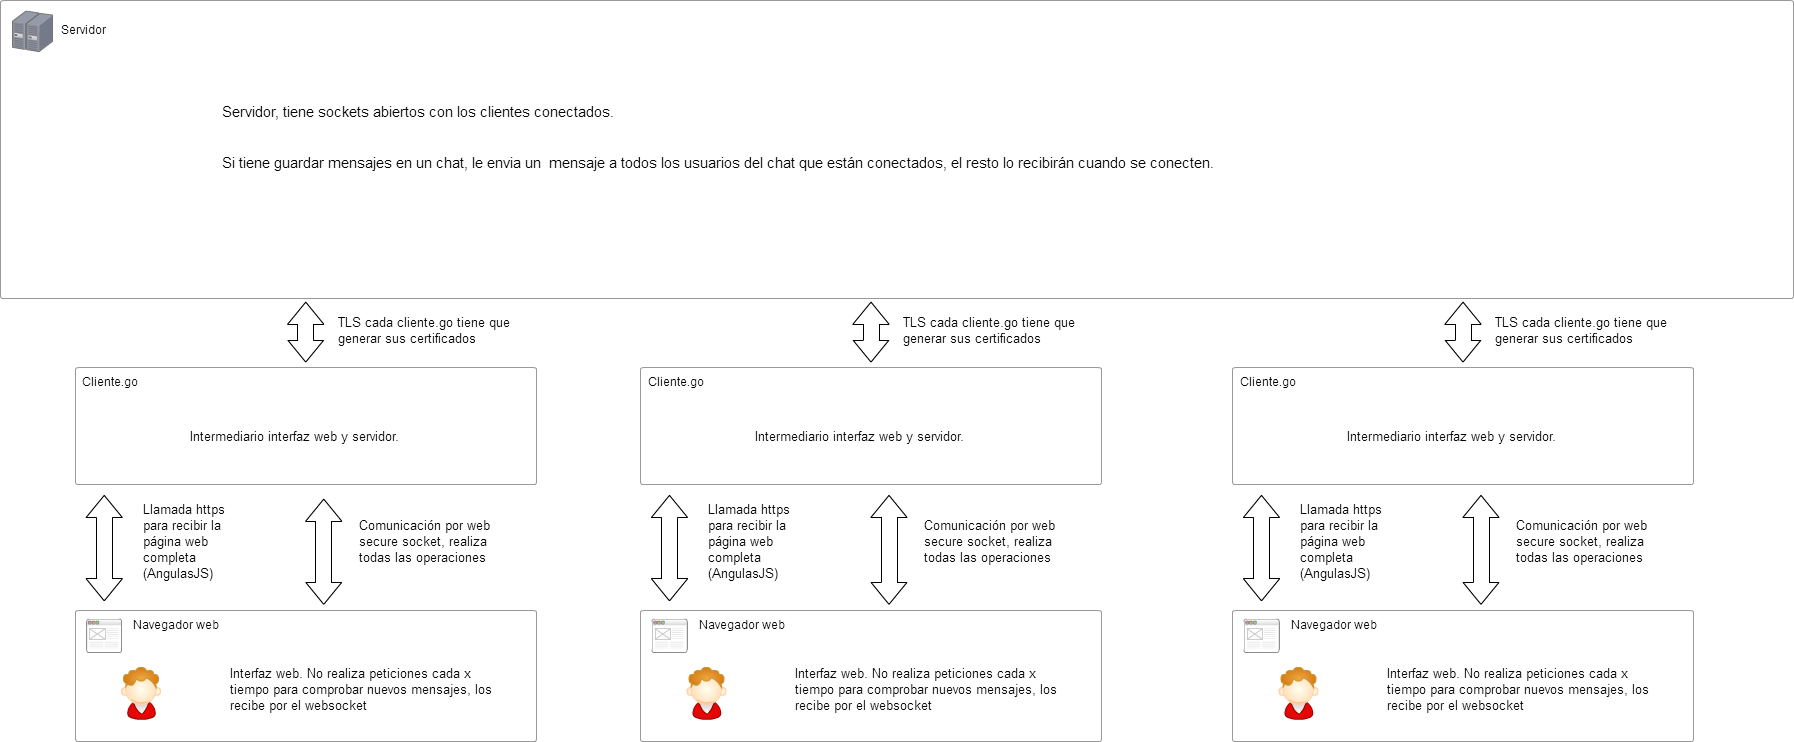 Servidor
Servidor, tiene sockets abiertos con los clientes conectados.
Si tiene guardar mensajes en un chat, le envia un  mensaje a todos los usuarios del chat que están conectados, el resto lo recibirán cuando se conecten.
TLS cada cliente.go tiene que
generar sus certificados
TLS cada cliente.go tiene que
generar sus certificados
TLS cada cliente.go tiene que
generar sus certificados
Cliente.go
Intermediario interfaz web y servidor.
Cliente.go
Intermediario interfaz web y servidor.
Cliente.go
Intermediario interfaz web y servidor.
Llamada https
para recibir la
página web
completa
(AngulasJS)
Comunicación por web
secure socket, realiza
todas las operaciones
Llamada https
para recibir la
página web
completa
(AngulasJS)
Comunicación por web
secure socket, realiza
todas las operaciones
Llamada https
para recibir la
página web
completa
(AngulasJS)
Comunicación por web
secure socket, realiza
todas las operaciones
Navegador web
Interfaz web. No realiza peticiones cada x
tiempo para comprobar nuevos mensajes, los
recibe por el websocket
Navegador web
Interfaz web. No realiza peticiones cada x
tiempo para comprobar nuevos mensajes, los
recibe por el websocket
Navegador web
Interfaz web. No realiza peticiones cada x
tiempo para comprobar nuevos mensajes, los
recibe por el websocket